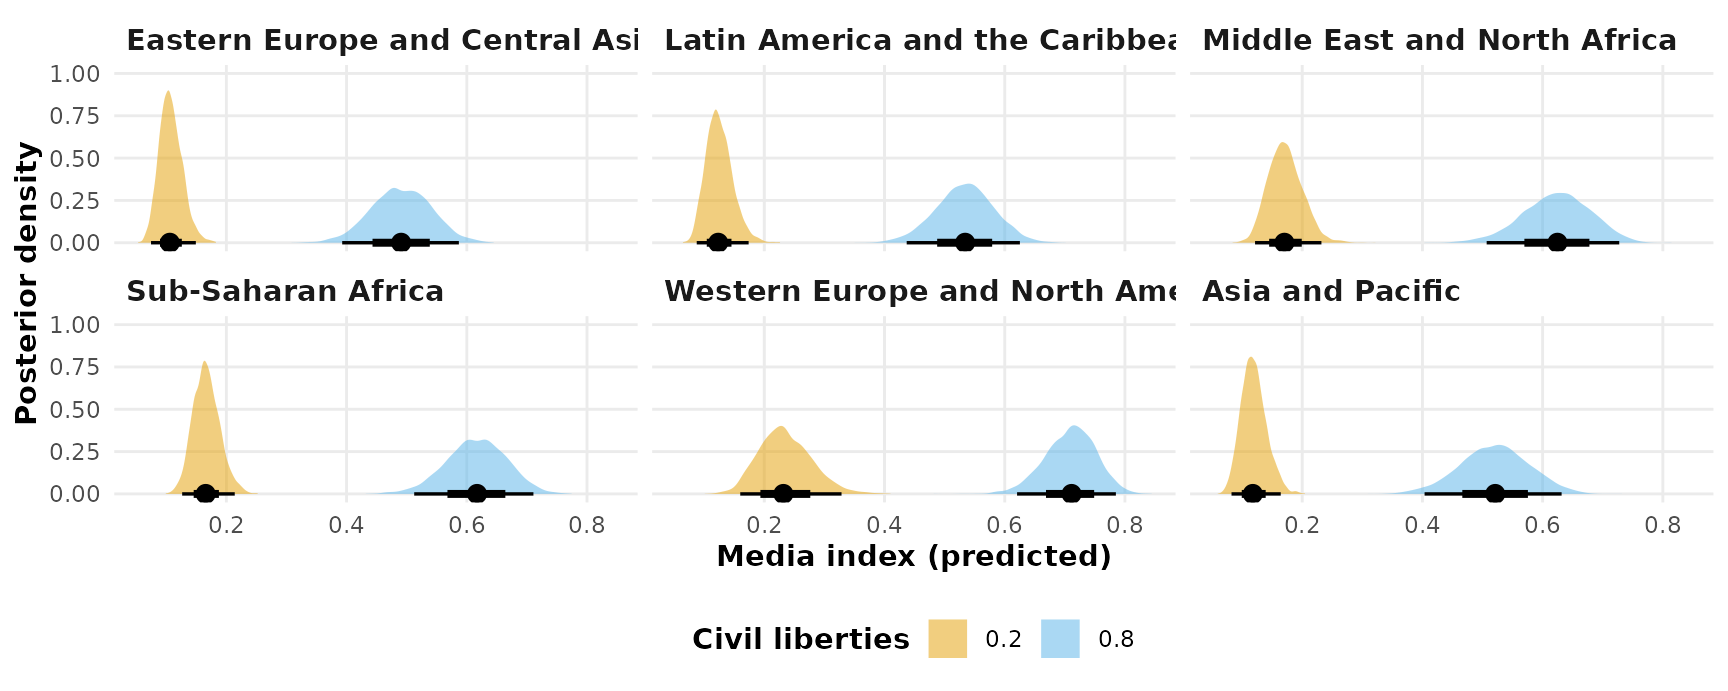 Eastern Europe and Central Asi
Latin America and the Caribbea
Middle East and North Africa
1.00
0.75
0.50
0.25
0.00
Sub-Saharan Africa
Western Europe and North Ame
Asia and Pacific
1.00
0.75
0.50
0.25
0.00
0.2 0.4 0.6 0.8
0.2 0.4 0.6 0.8
0.2 0.4 0.6 0.8
Posterior density
Media index (predicted)
Civil liberties 0.2 0.8